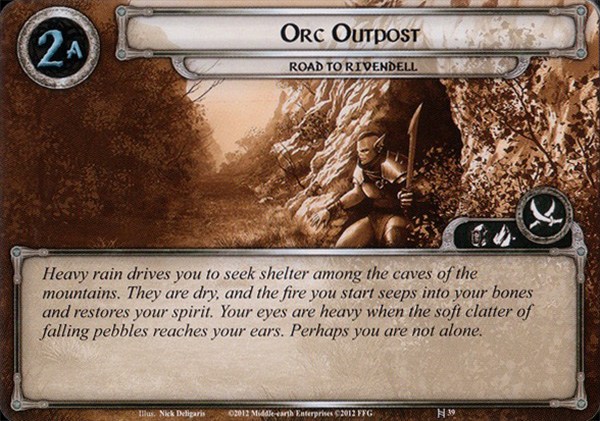 2A
Orc Outpost
Road to Rivendell
Heavy rain drives you to seek shelter among the caves of the
mountains. They are dry, and the fire you start seeps into your bones
and restores your spirit. Your eyes are heavy when the soft clatter of
falling pebbles reaches your ears. Perhaps you are not alone.
Illus. Nick Deligaris ©2012 Middle-earth Enterprises ©2012 FFG 39